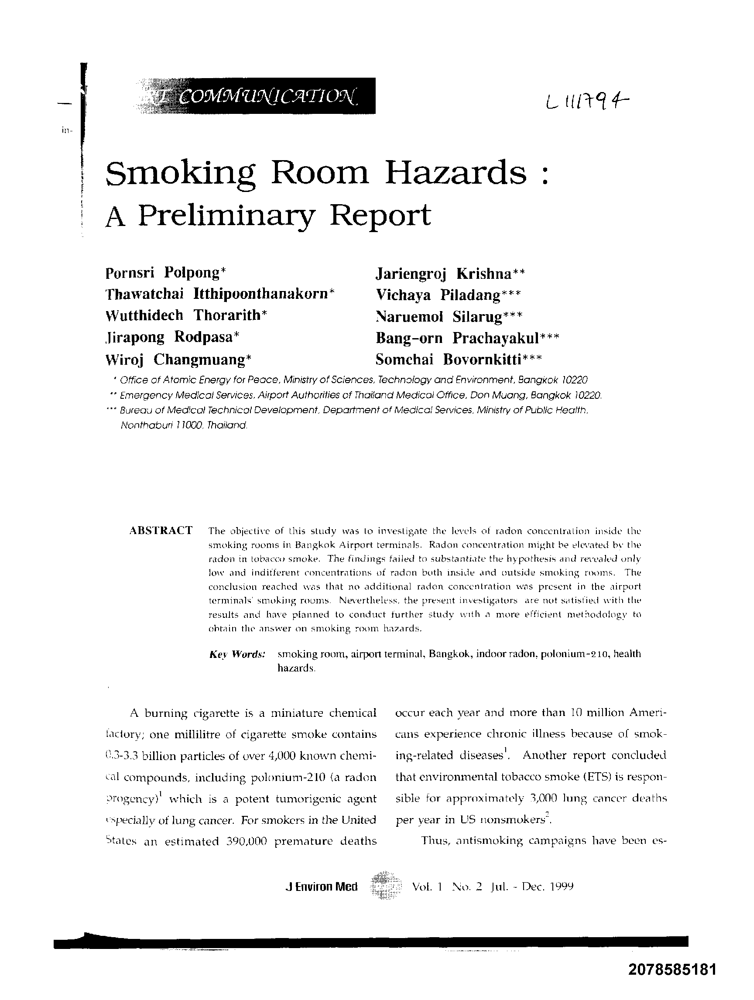 RT COMMUNICATION
L111794
in-
Smoking Room Hazards :
A Preliminary Report
Pornsri Polpong*
Thawatchai Itthipoonthanakorn*
Wutthidech Thorarith*
Jirapong Rodpasa*
Wiroj Changmuang*
Jariengroj Krishna**
Vichaya Piladang***
Naruemol Silarug***
Bang-orn Prachayakul***
Somchai Bovornkitti***
* Office of Atomic Energy for Peace, Ministry of Sciences, Technology and Environment, Bangkok 10220
** Emergency Medical Services, Airport Authorities of Thailand Medical Office, Don Muang, Bangkok 10220.
*** Bureau of Medical Technical Development, Department of Medical Services, Ministry of Public Health,
Nonthaburi 11000, Thailand.
ABSTRACT The objective of this study was to investigate the levels of radon concentration inside the
smoking rooms in Bangkok Airport terminals. Radon concentration might be elevated by the
radon in tobacco smoke. The findings failed to substantiate the hypothesis and revealed only
low and indifferent concentrations of radon both inside and outside smoking rooms. The
conclusion reached was that no additional radon concentration was present in the airport
terminals' smoking rooms. Nevertheless, the present investigators are not satisfied with the
results and have planned to conduct further study with a more efficient methodology to
obtain the answer on smoking room hazards.
Key Words: smoking room, airport terminal, Bangkok, indoor radon, polonium-210, health
hazards.
A burning cigarette is a miniature chemical
factory; one millilitre of cigarette smoke contains
0.3-3.3 billion particles of over 4,000 known chemi-
cal compounds, including polonium-210 (a radon
progency)1 which is a potent tumorigenic agent
especially of lung cancer. For smokers in the United
States an estimated 390,000 premature deaths
occur each year and more than 10 million Ameri-
cans experience chronic illness because of smok-
ing-related diseases1. Another report concluded
that environmental tobacco smoke (ETS) is respon-
sible for approximately 3,000 lung cancer deaths
per year in US nonsmokers2.
Thus, antismoking campaigns have been es-
J Environ Med Vol. 1 No. 2 Jul. - Dec. 1999
2078585181